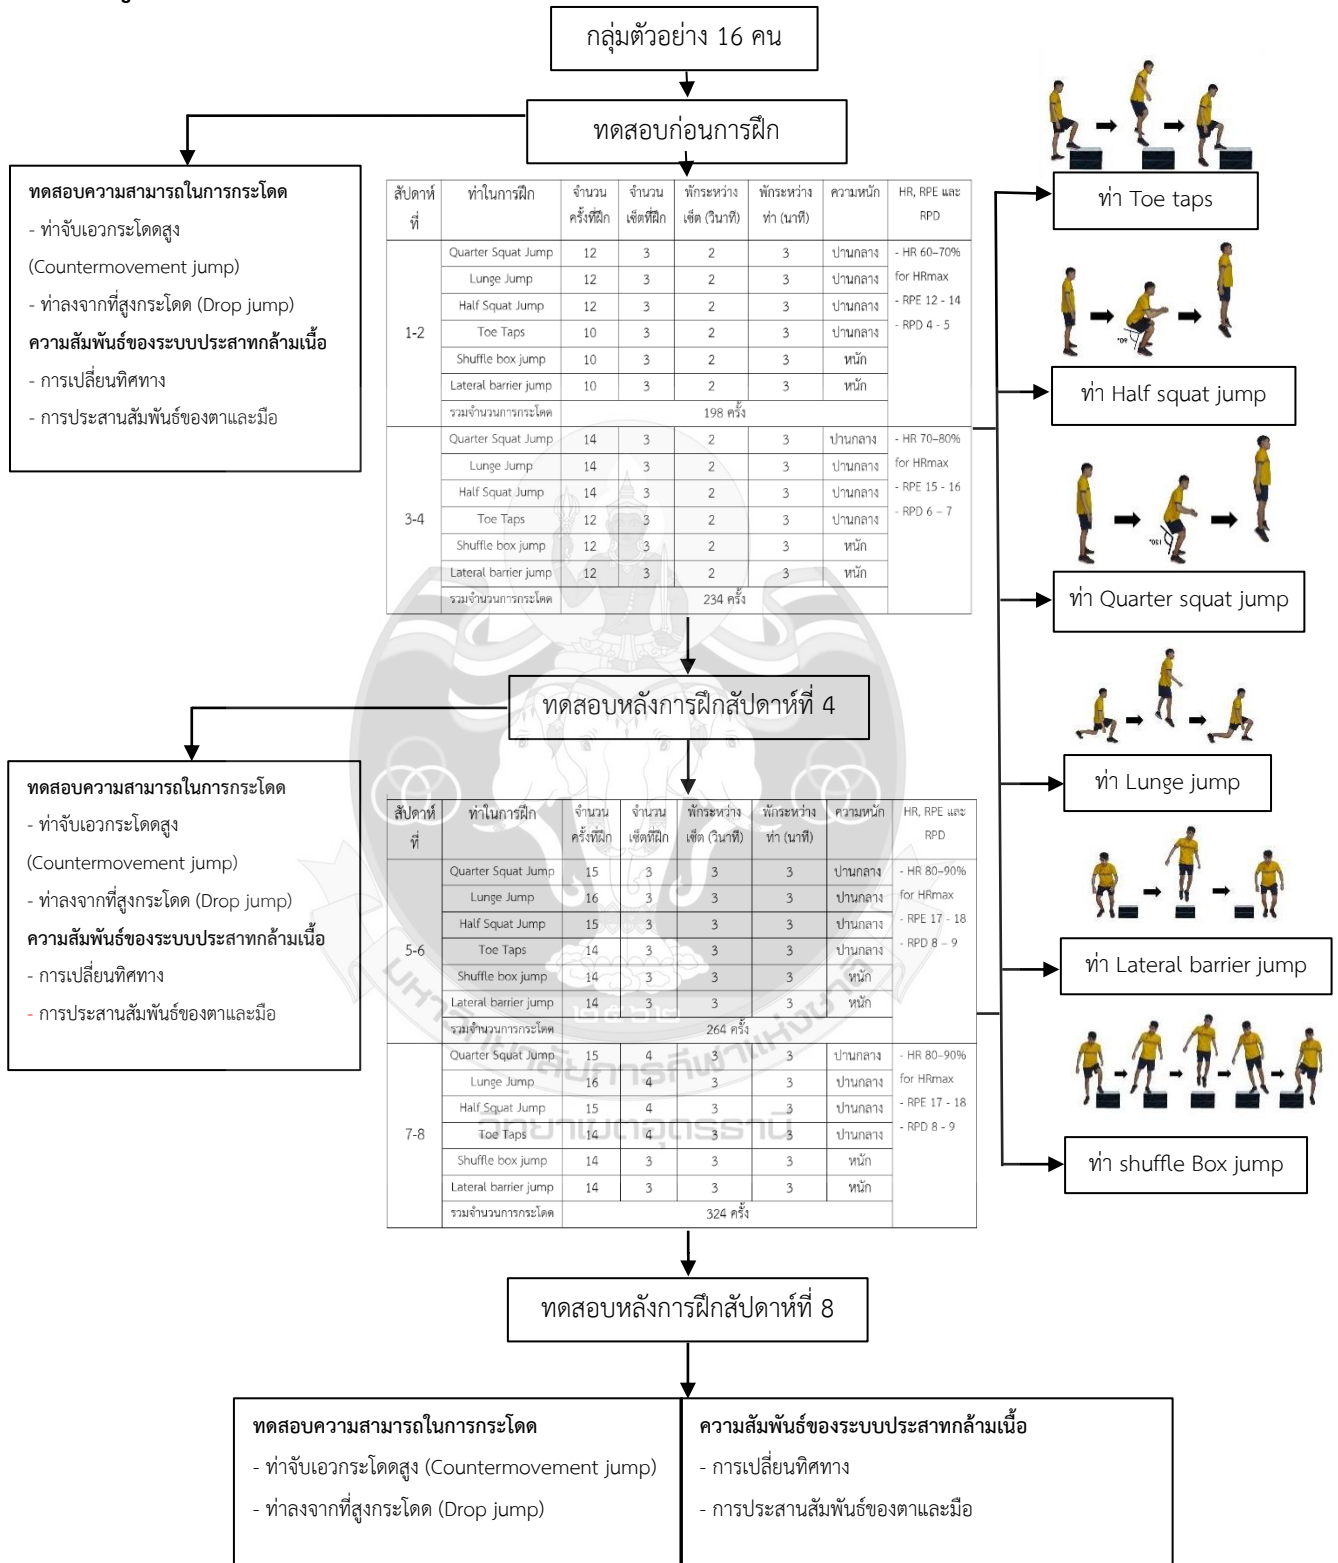 กลุ่มตัวอย่าง 16 คน
ทดสอบก่อนการฝึก
ทดสอบความสามารถในการกระโดด
- ท่าจับเอวกระโดดสูง
(Countermovement jump)
- ท่าลงจากที่สูงกระโดด (Drop jump)
ความสัมพันธ์ของระบบประสาทกล้ามเนื้อ
- การเปลี่ยนทิศทาง
- การประสานสัมพันธ์ของตาและมือ
สัปดาห์ที่ ท่าในการฝึก จำนวนครั้งที่ฝึก จำนวนเซ็ตที่ฝึก พักระหว่างเซ็ต (วินาที) พักระหว่างท่า (นาที) ความหนัก HR, RPE และ RPD
1-2
Quarter Squat Jump 12 3 2 3 ปานกลาง - HR 60–70%
Lunge Jump 12 3 2 3 ปานกลาง for HRmax
Half Squat Jump 12 3 2 3 ปานกลาง - RPE 12 - 14
Toe Taps 10 3 2 3 ปานกลาง - RPD 4 - 5
Shuffle box jump 10 3 2 3 หนัก
Lateral barrier jump 10 3 2 3 หนัก
รวมจำนวนการกระโดด 198 ครั้ง
3-4
Quarter Squat Jump 14 3 2 3 ปานกลาง - HR 70–80%
Lunge Jump 14 3 2 3 ปานกลาง for HRmax
Half Squat Jump 14 3 2 3 ปานกลาง - RPE 15 - 16
Toe Taps 12 3 2 3 ปานกลาง - RPD 6 – 7
Shuffle box jump 12 3 2 3 หนัก
Lateral barrier jump 12 3 2 3 หนัก
รวมจำนวนการกระโดด 234 ครั้ง
ท่า Toe taps
90°
ท่า Half squat jump
130°
ท่า Quarter squat jump
ท่า Lunge jump
ท่า Lateral barrier jump
ท่า shuffle Box jump
ทดสอบหลังการฝึกสัปดาห์ที่ 4
ทดสอบความสามารถในการกระโดด
- ท่าจับเอวกระโดดสูง
(Countermovement jump)
- ท่าลงจากที่สูงกระโดด (Drop jump)
ความสัมพันธ์ของระบบประสาทกล้ามเนื้อ
- การเปลี่ยนทิศทาง
- การประสานสัมพันธ์ของตาและมือ
สัปดาห์ที่ ท่าในการฝึก จำนวนครั้งที่ฝึก จำนวนเซ็ตที่ฝึก พักระหว่างเซ็ต (วินาที) พักระหว่างท่า (นาที) ความหนัก HR, RPE และ RPD
5-6
Quarter Squat Jump 15 3 3 3 ปานกลาง - HR 80–90%
Lunge Jump 16 3 3 3 ปานกลาง for HRmax
Half Squat Jump 15 3 3 3 ปานกลาง - RPE 17 - 18
Toe Taps 14 3 3 3 ปานกลาง - RPD 8 – 9
Shuffle box jump 14 3 3 3 หนัก
Lateral barrier jump 14 3 3 3 หนัก
รวมจำนวนการกระโดด 264 ครั้ง
7-8
Quarter Squat Jump 15 4 3 3 ปานกลาง - HR 80–90%
Lunge Jump 16 4 3 3 ปานกลาง for HRmax
Half Squat Jump 15 4 3 3 ปานกลาง - RPE 17 - 18
Toe Taps 14 4 3 3 ปานกลาง - RPD 8 - 9
Shuffle box jump 14 3 3 3 หนัก
Lateral barrier jump 14 3 3 3 หนัก
รวมจำนวนการกระโดด 324 ครั้ง
๒๕๖๒
มหาวิทยาลัยการกีฬาแห่งชาติ
วิทยาเขตอุดรธานี
ทดสอบหลังการฝึกสัปดาห์ที่ 8
ทดสอบความสามารถในการกระโดด
- ท่าจับเอวกระโดดสูง (Countermovement jump)
- ท่าลงจากที่สูงกระโดด (Drop jump)
ความสัมพันธ์ของระบบประสาทกล้ามเนื้อ
- การเปลี่ยนทิศทาง
- การประสานสัมพันธ์ของตาและมือ